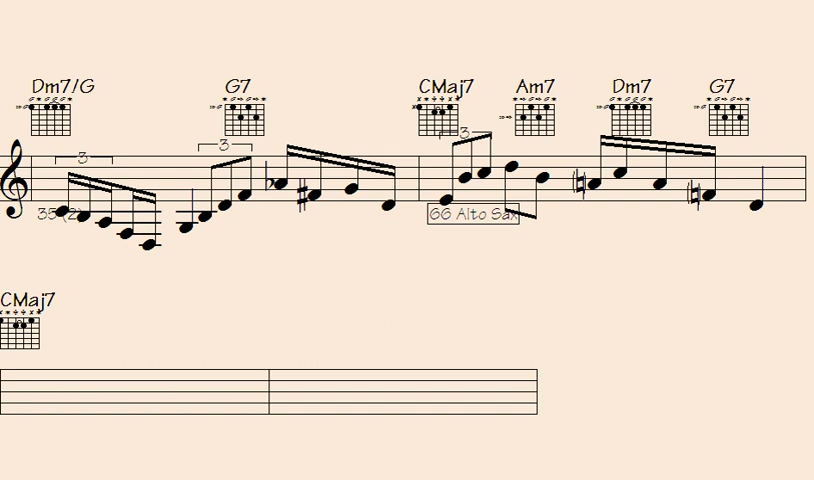 Dm7/G G7 CMaj7 Am7 Dm7 G7
3 3 3
35 (2)
66 Alto Sax
CMaj7